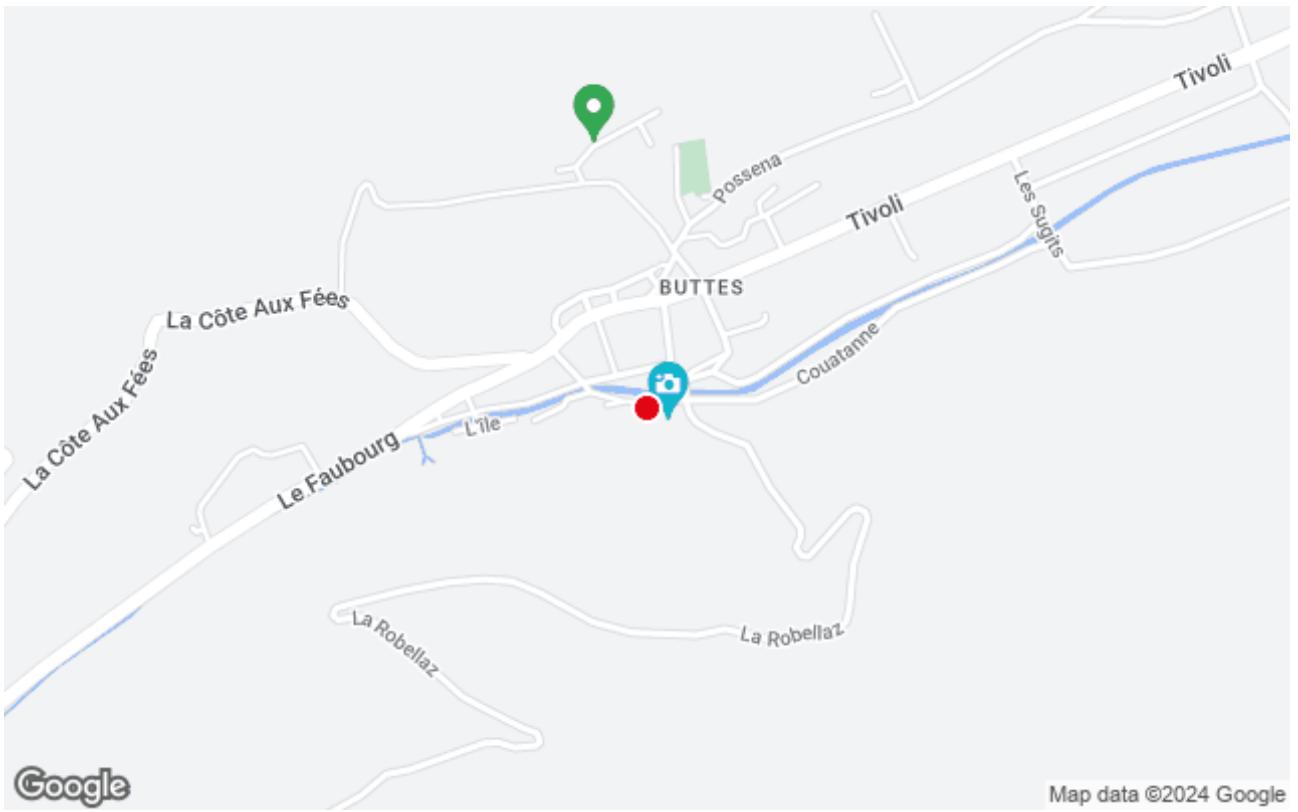 Tivoli
Possena
Les Sugits
Tivoli
BUTTES
La Côte Aux Fées
Couatanne
La Côte Aux Fées
L'île
Le Faubourg
La Robellaz
La Robellaz
Google
Map data ©2024 Google